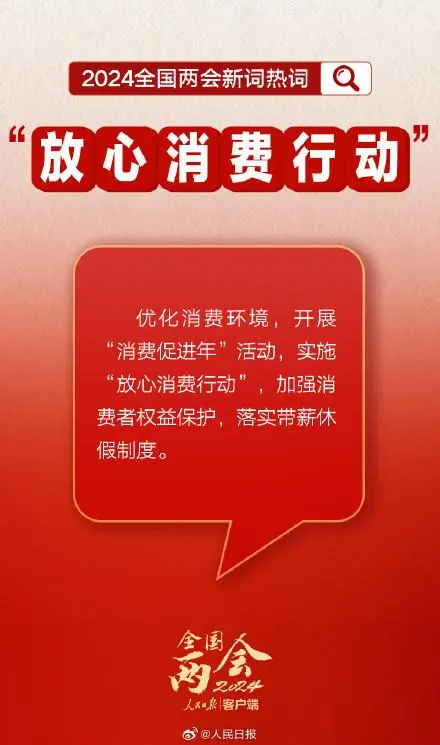 2024全国两会新词热词
“放心消费行动”
优化消费环境，开展
“消费促进年”活动，实施
“放心消费行动”，加强消
费者权益保护，落实带薪休
假制度。
全国
两会
2024
人民日报 客户端
@人民日报